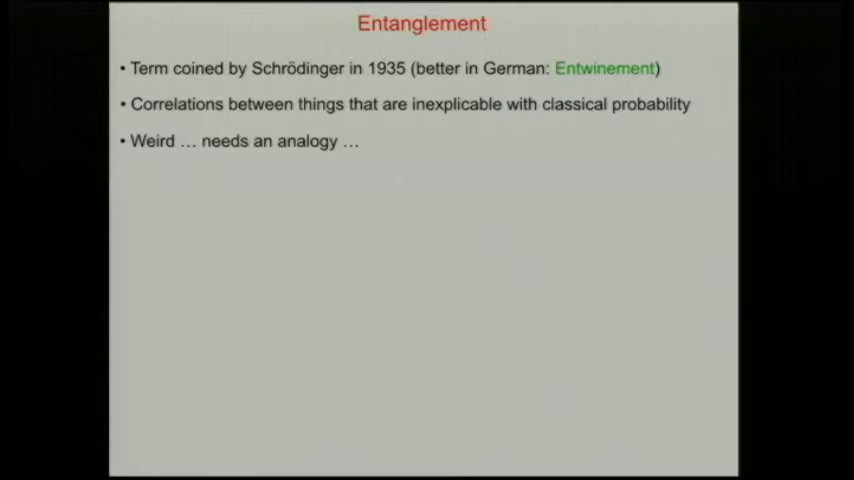 Entanglement
• Term coined by Schrödinger in 1935 (better in German: Entwinement)
• Correlations between things that are inexplicable with classical probability
• Weird … needs an analogy …